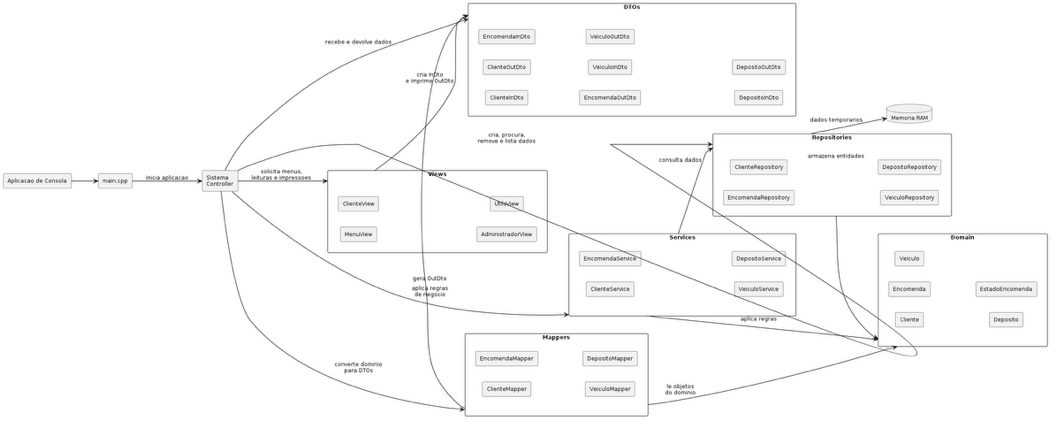 DTOs
EncomendaInDto
VeiculoOutDto
ClienteOutDto
VeiculoInDto
DepositoOutDto
ClienteInDto
EncomendaOutDto
DepositoInDto
recebe e devolve dados
cria InDto
e imprime OutDto
Memoria RAM
dados temporarios
cria, procura,
remove e lista dados
Repositories
armazena entidades
consulta dados
ClienteRepository
DepositoRepository
EncomendaRepository
VeiculoRepository
Aplicacao de Consola
main.cpp
inicia aplicacao
Sistema
Controller
solicita menus,
leituras e impressoes
Views
ClienteView
UtilsView
MenuView
AdministradorView
Services
EncomendaService
DepositoService
ClienteService
VeiculoService
Domain
Veiculo
Encomenda
EstadoEncomenda
Cliente
Deposito
gera OutDto
aplica regras
de negocio
aplica regras
Mappers
EncomendaMapper
DepositoMapper
ClienteMapper
VeiculoMapper
converte dominio
para DTOs
le objetos
do dominio